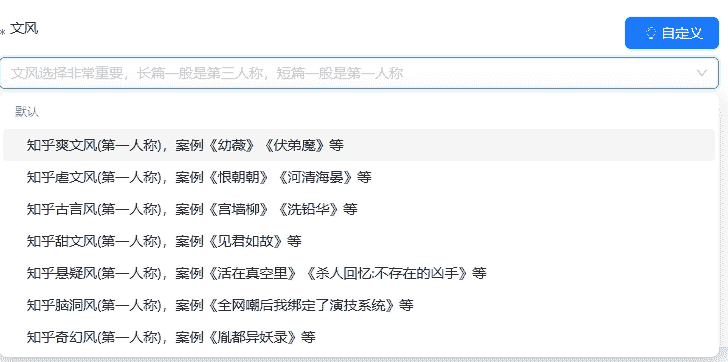 * 文风
自定义
文风选择非常重要，长篇一般是第三人称，短篇一般是第一人称
默认
知乎爽文风(第一人称)，案例《幼薇》《伏弟魔》等
知乎虐文风(第一人称)，案例《恨朝朝》《河清海晏》等
知乎古言风(第一人称)，案例《宫墙柳》《洗铅华》等
知乎甜文风(第一人称)，案例《见君如故》等
知乎悬疑风(第一人称)，案例《活在真空里》《杀人回忆:不存在的凶手》等
知乎脑洞风(第一人称)，案例《全网嘲后我绑定了演技系统》等
知乎奇幻风(第一人称)，案例《胤都异妖录》等